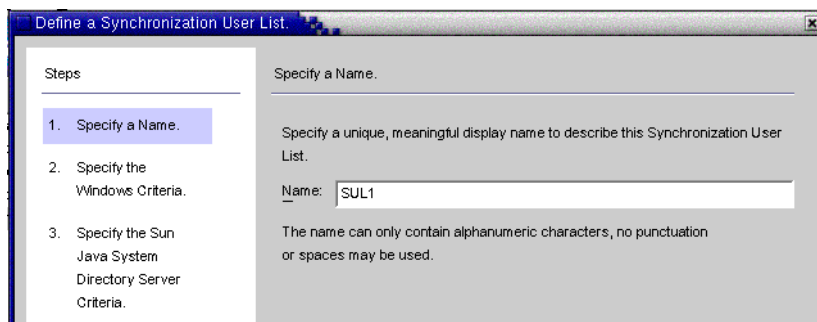 Define a Synchronization User List.
Steps
1. Specify a Name.
2. Specify the
Windows Criteria.
3. Specify the Sun
Java System
Directory Server
Criteria.
Specify a Name.
Specify a unique, meaningful display name to describe this Synchronization User
List.
Name: SUL1
The name can only contain alphanumeric characters, no punctuation
or spaces may be used.